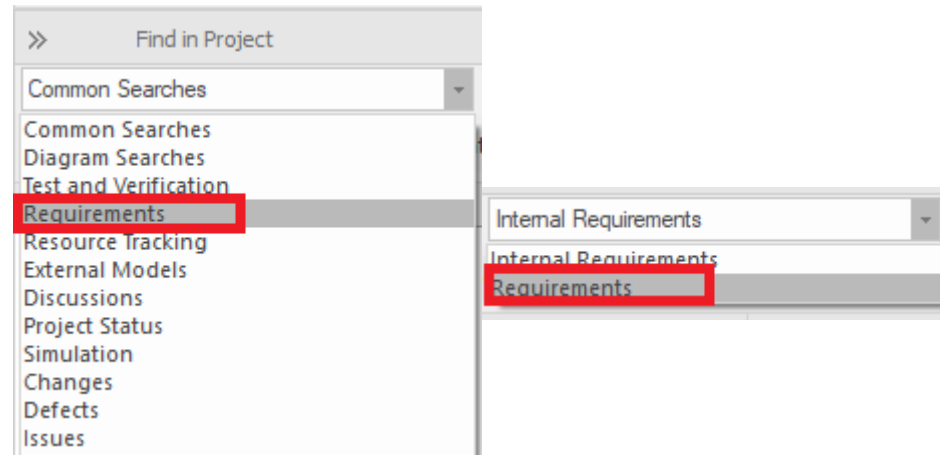 Find in Project
Common Searches
Common Searches
Diagram Searches
Test and Verification
Requirements
Resource Tracking
External Models
Discussions
Project Status
Simulation
Changes
Defects
Issues
Internal Requirements
Internal Requirements
Requirements